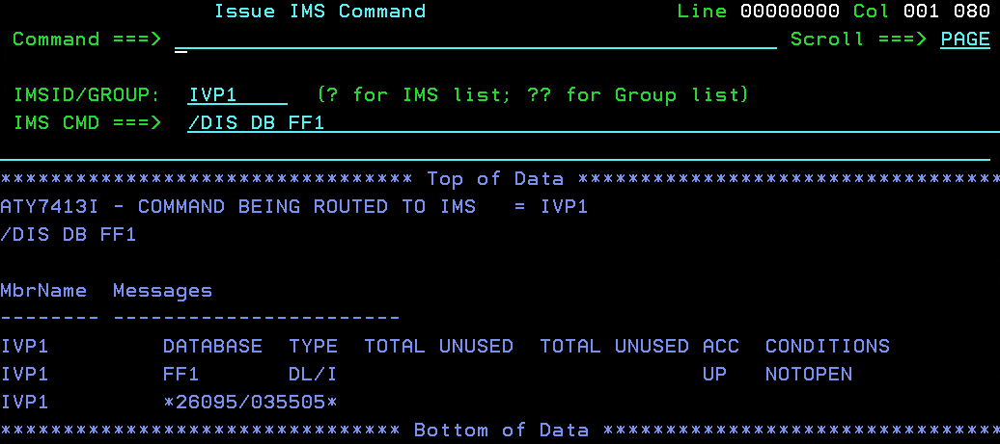 Issue IMS Command Line 00000000 Col 001 080
Command ===> Scroll ===> PAGE
IMSID/GROUP: IVP1 (? for IMS list; ?? for Group list)
IMS CMD ===> /DIS DB FF1
********************************* Top of Data **********************************
ATY7413I - COMMAND BEING ROUTED TO IMS   = IVP1
/DIS DB FF1
MbrName  Messages
-------- -----------------------
IVP1         DATABASE  TYPE  TOTAL UNUSED  TOTAL UNUSED ACC  CONDITIONS
IVP1         FF1       DL/I                             UP   NOTOPEN
IVP1         *26095/035505*
******************************** Bottom of Data ********************************